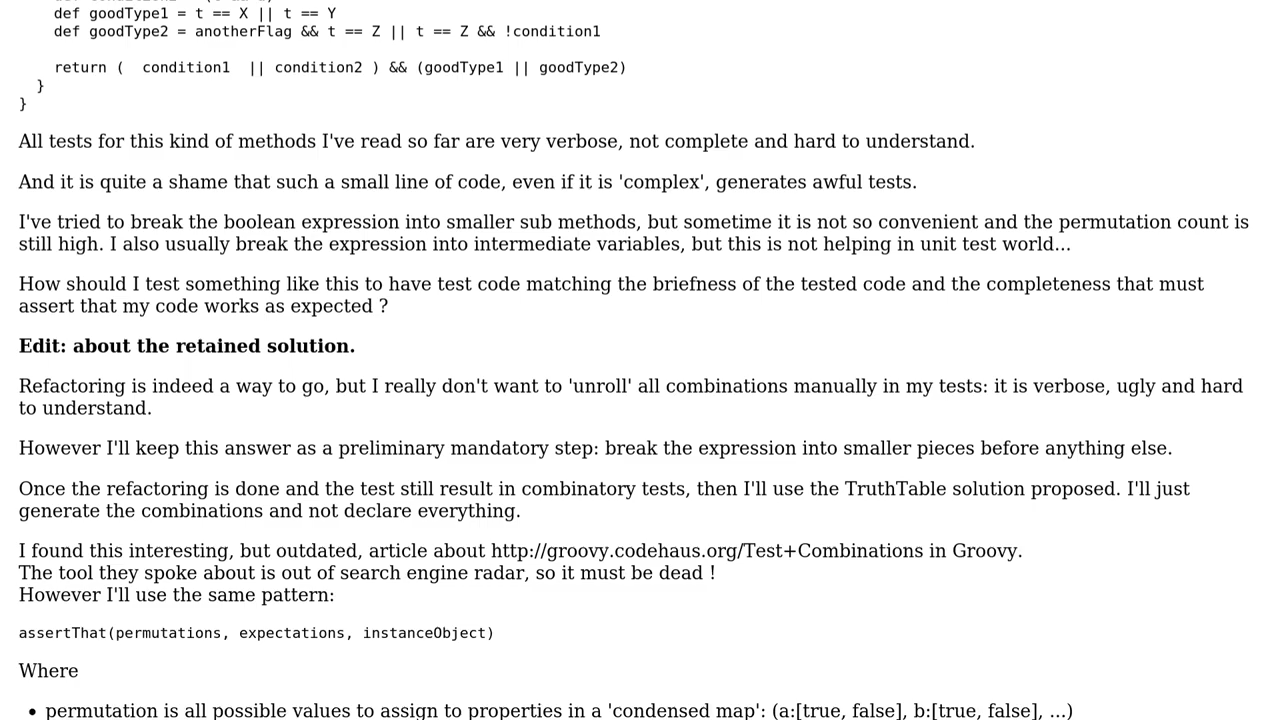 def goodType1 = t == X || t == Y
def goodType2 = anotherFlag && t == Z || t == Z && !condition1
return (  condition1  || condition2 ) && (goodType1 || goodType2)
}
}
All tests for this kind of methods I've read so far are very verbose, not complete and hard to understand.
And it is quite a shame that such a small line of code, even if it is 'complex', generates awful tests.
I've tried to break the boolean expression into smaller sub methods, but sometime it is not so convenient and the permutation count is
still high. I also usually break the expression into intermediate variables, but this is not helping in unit test world...
How should I test something like this to have test code matching the briefness of the tested code and the completeness that must
assert that my code works as expected ?
Edit: about the retained solution.
Refactoring is indeed a way to go, but I really don't want to 'unroll' all combinations manually in my tests: it is verbose, ugly and hard
to understand.
However I'll keep this answer as a preliminary mandatory step: break the expression into smaller pieces before anything else.
Once the refactoring is done and the test still result in combinatory tests, then I'll use the TruthTable solution proposed. I'll just
generate the combinations and not declare everything.
I found this interesting, but outdated, article about http://groovy.codehaus.org/Test+Combinations in Groovy.
The tool they spoke about is out of search engine radar, so it must be dead !
However I'll use the same pattern:
assertThat(permutations, expectations, instanceObject)
Where
• permutation is all possible values to assign to properties in a 'condensed map': (a:[true, false], b:[true, false], ...)